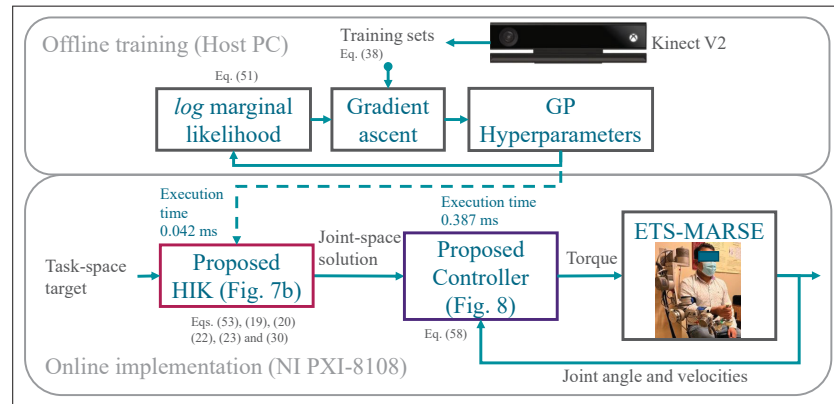 Offline training (Host PC)
Training sets
Eq. (38)
Kinect V2
Eq. (51)
log marginal
likelihood
Gradient
ascent
GP
Hyperparameters
Execution
time
0.042 ms
Execution time
0.387 ms
Task-space
target
Proposed
HIK (Fig. 7b)
Joint-space
solution
Proposed
Controller
(Fig. 8)
Torque
ETS-MARSE
Eqs. (53), (19), (20)
(22), (23) and (30)
Eq. (58)
Online implementation (NI PXI-8108)
Joint angle and velocities